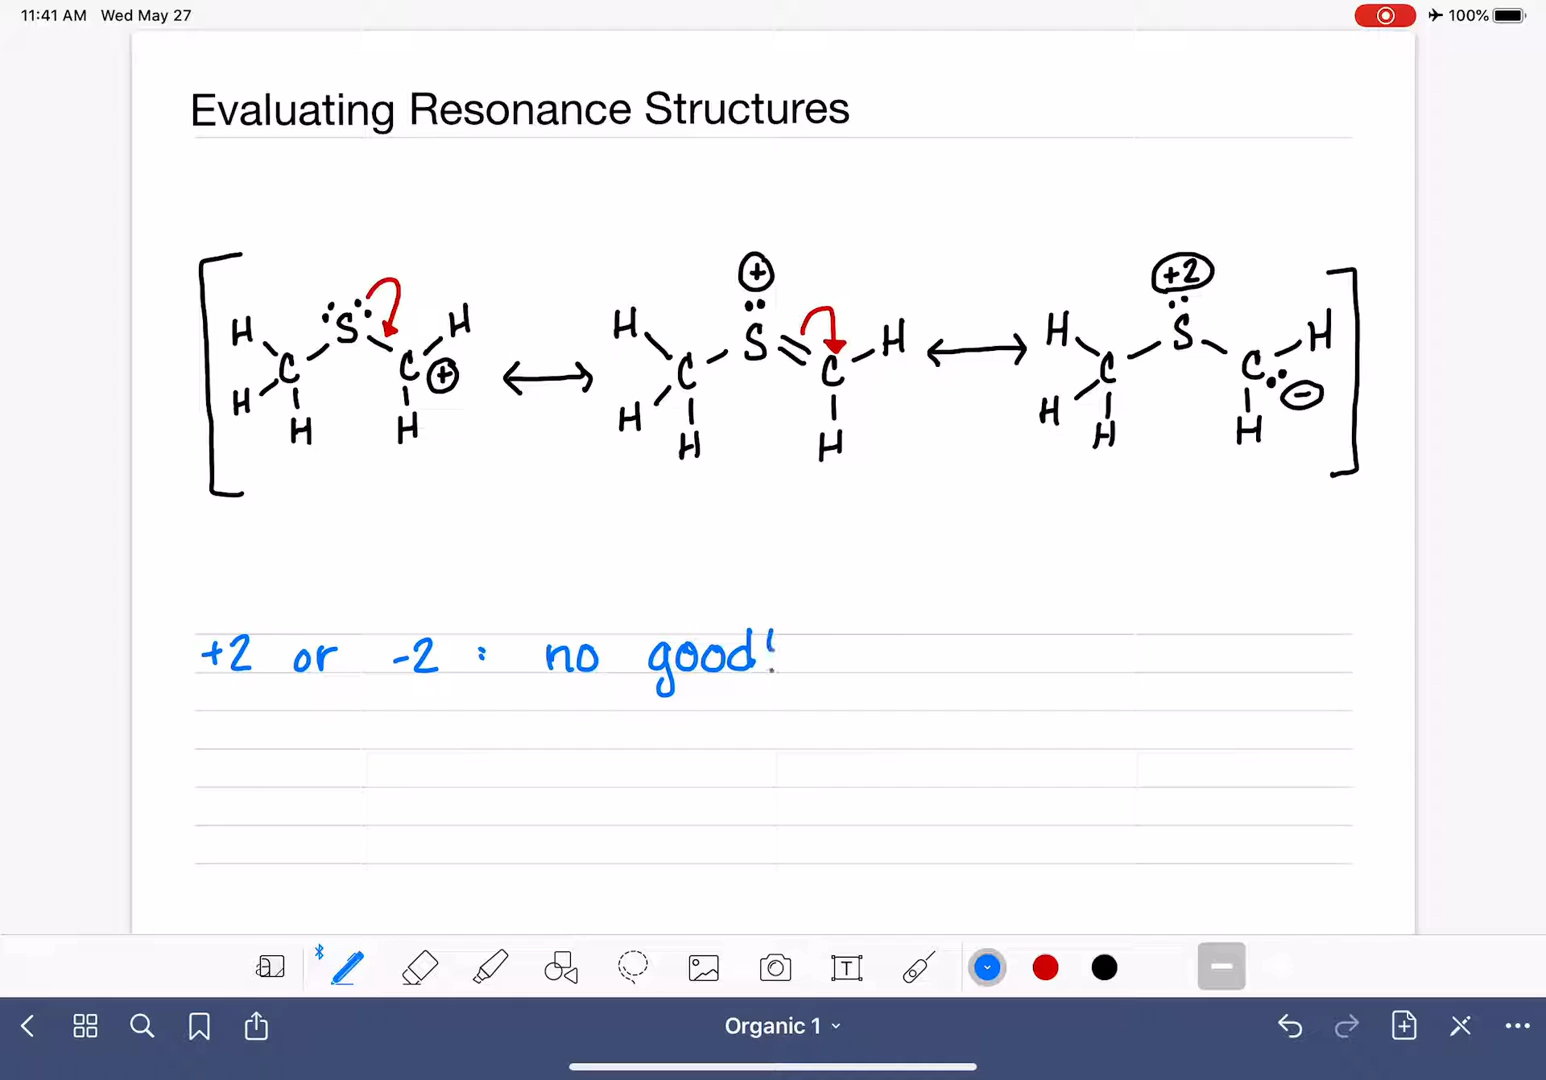 11:41 AM Wed May 27
100%
Evaluating Resonance Structures
H H H C S C + H H
H H H C + S C H H
H H H C +2 S C − H H
+2 or -2 : no good!
T
Organic 1